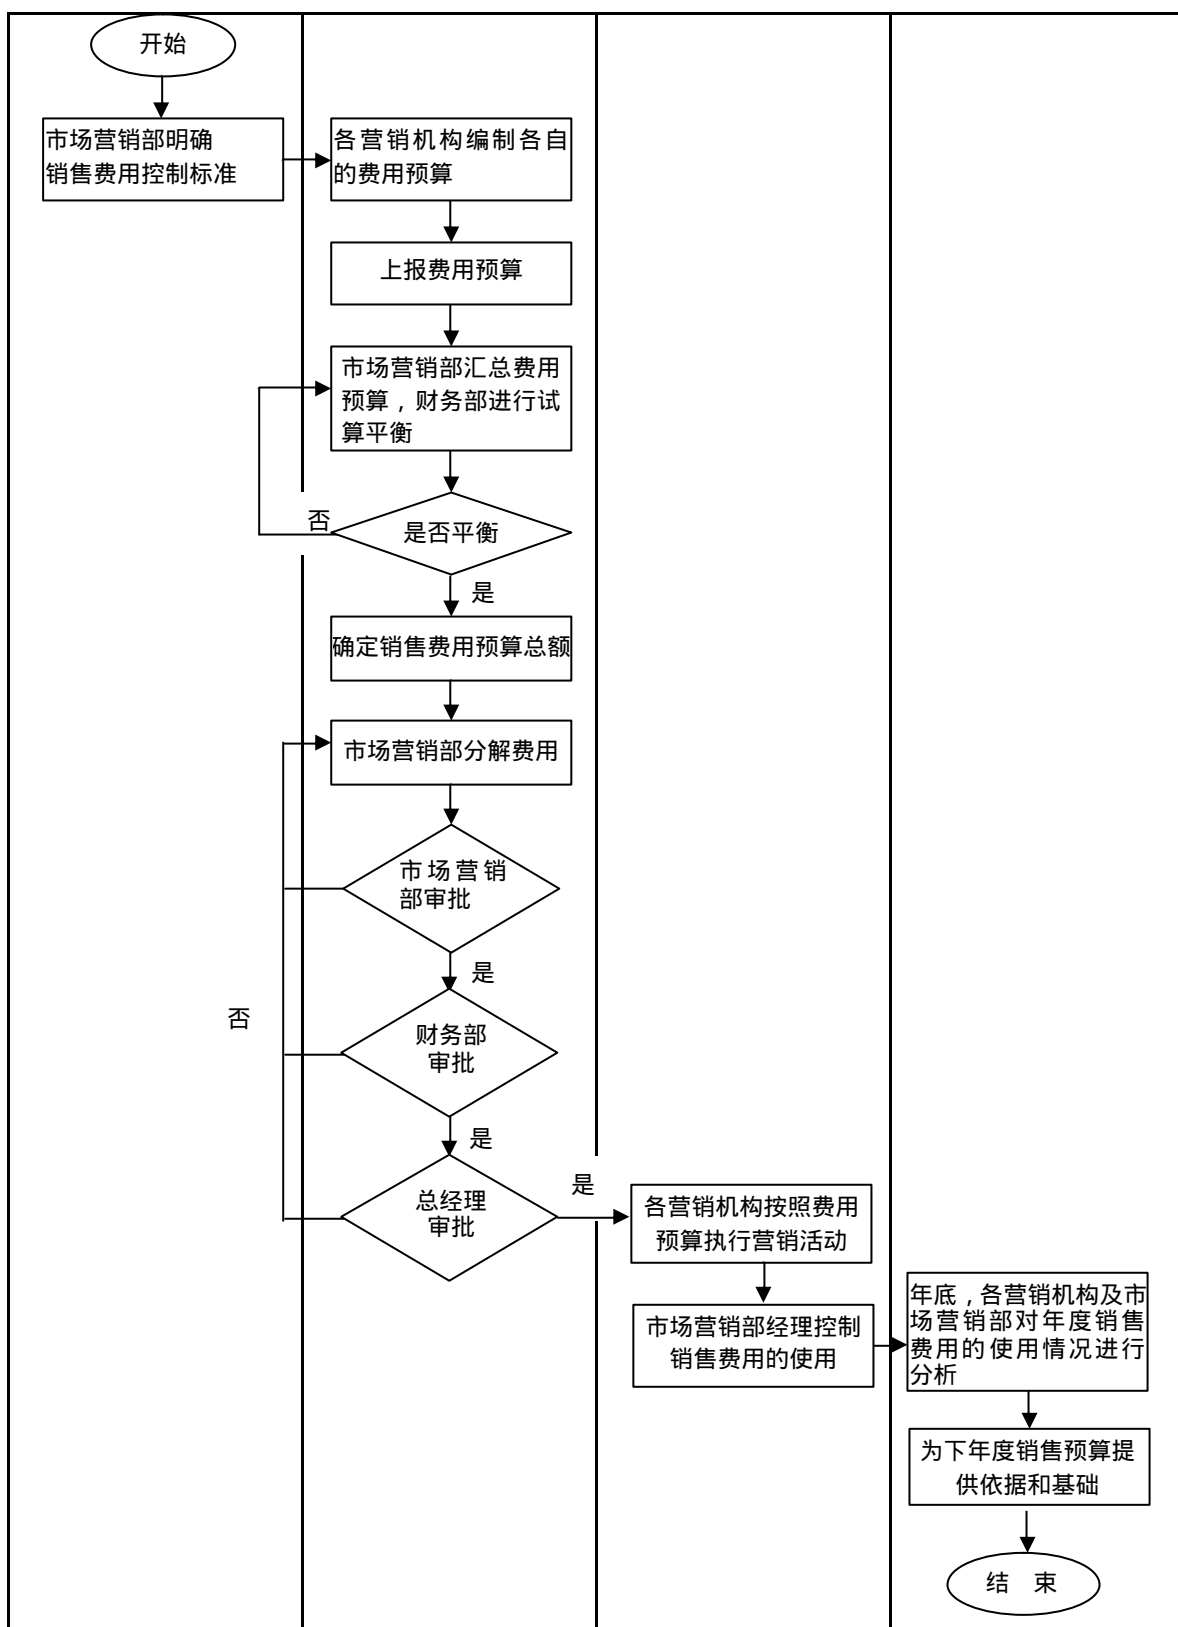 开始
市场营销部明确
销售费用控制标准
各营销机构编制各自
的费用预算
上报费用预算
市场营销部汇总费用
预算，财务部进行试
算平衡
否
是否平衡
是
确定销售费用预算总额
市场营销部分解费用
市场营销
部审批
是
否
财务部
审批
是
总经理
审批
是
各营销机构按照费用
预算执行营销活动
市场营销部经理控制
销售费用的使用
年底，各营销机构及市
场营销部对年度销售
费用的使用情况进行
分析
为下年度销售预算提
供依据和基础
结 束